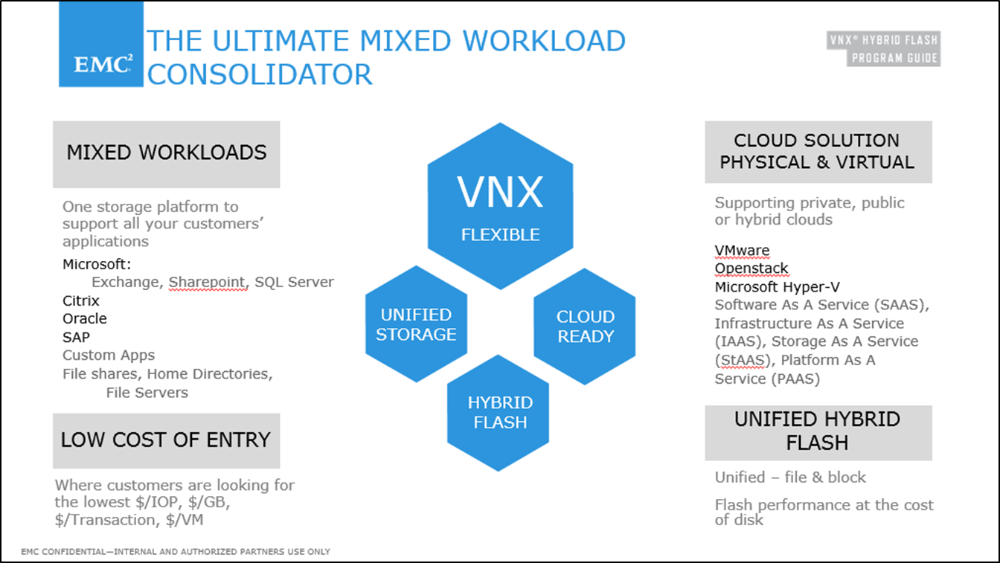 EMC²
THE ULTIMATE MIXED WORKLOAD
CONSOLIDATOR
VNX® HYBRID FLASH
PROGRAM GUIDE
MIXED WORKLOADS
One storage platform to
support all your customers’
applications
Microsoft:
Exchange, Sharepoint, SQL Server
Citrix
Oracle
SAP
Custom Apps
File shares, Home Directories,
File Servers
LOW COST OF ENTRY
Where customers are looking for
the lowest $/IOP, $/GB,
$/Transaction, $/VM
VNX
FLEXIBLE
UNIFIED
STORAGE
CLOUD
READY
HYBRID
FLASH
CLOUD SOLUTION
PHYSICAL & VIRTUAL
Supporting private, public
or hybrid clouds
VMware
Openstack
Microsoft Hyper-V
Software As A Service (SAAS),
Infrastructure As A Service
(IAAS), Storage As A Service
(StAAS), Platform As A
Service (PAAS)
UNIFIED HYBRID
FLASH
Unified – file & block
Flash performance at the cost
of disk
EMC CONFIDENTIAL—INTERNAL AND AUTHORIZED PARTNERS USE ONLY